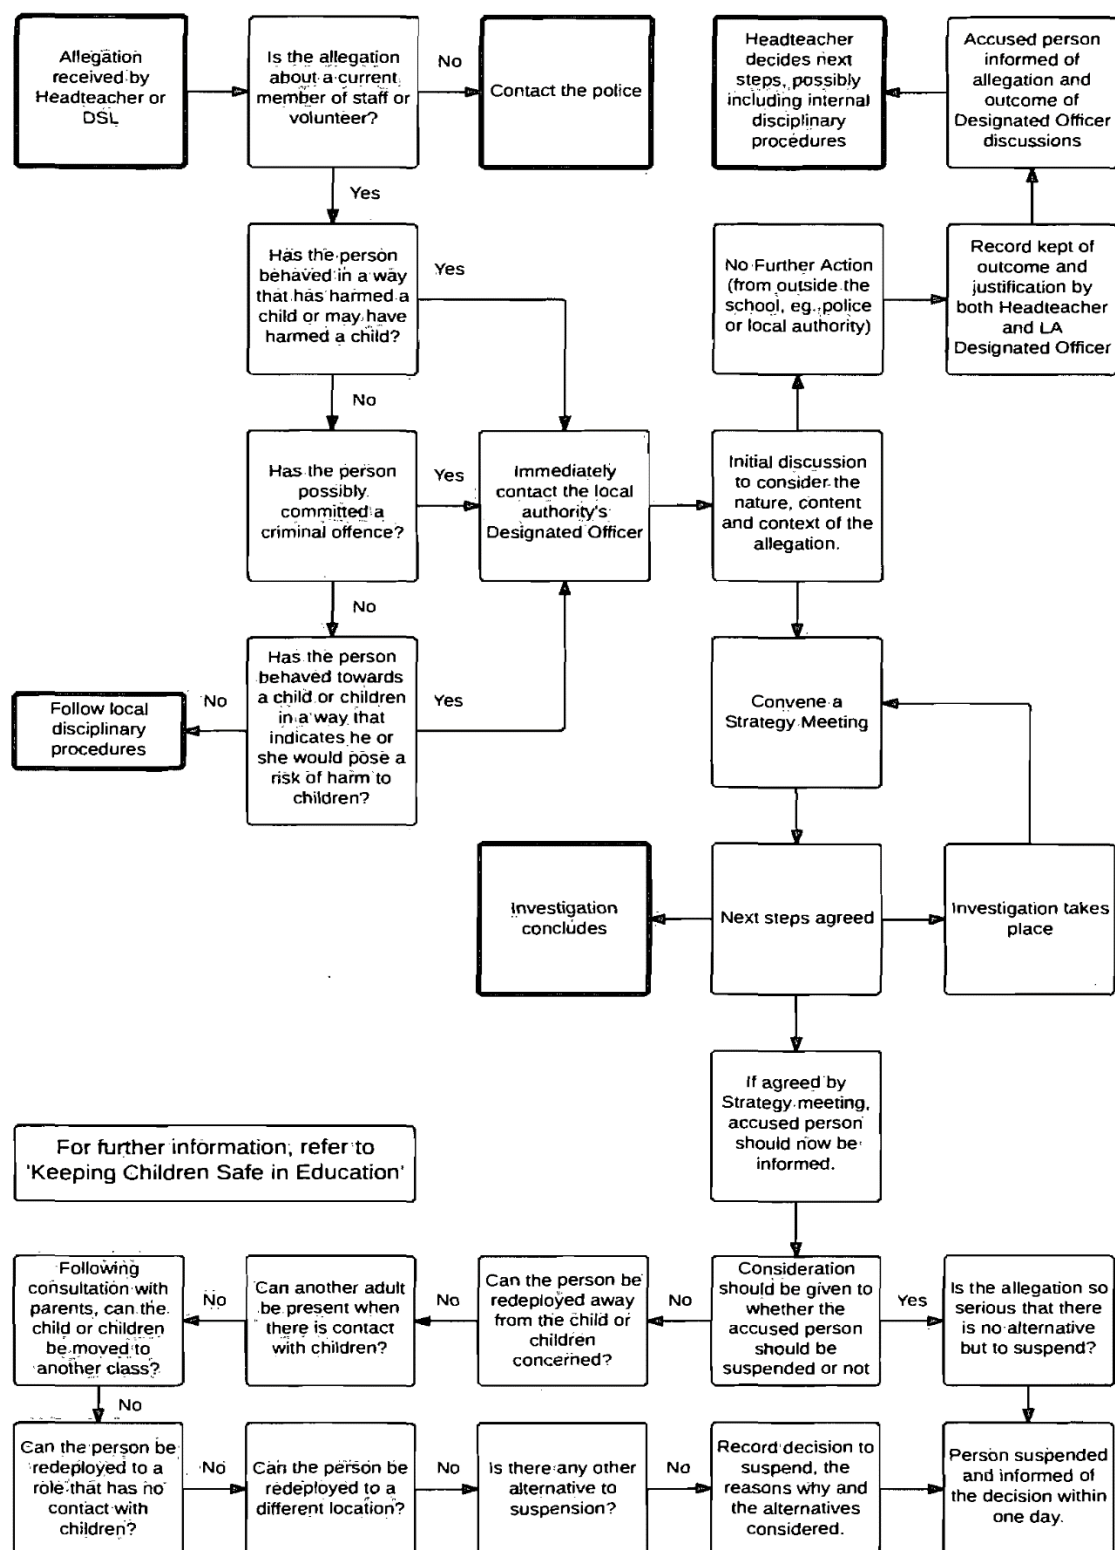 Allegation
received by
Headteacher or
DSL
Is the allegation
about a current
member of staff or
volunteer?
No
Contact the police
Headteacher
decides next
steps, possibly
including internal
disciplinary
procedures
Accused person
informed of
allegation and
outcome of
Designated Officer
discussions
Yes
Has the person
behaved in a way
that has harmed a
child or may have
harmed a child?
Yes
No Further Action
(from outside the
school, eg., police
or local authority)
Record kept of
outcome and
justification by
both Headteacher
and LA
Designated Officer
No
Has the person
possibly
committed a
criminal offence?
Yes
Immediately
contact the local
authority's
Designated Officer
Initial discussion
to consider the
nature, content
and context of the
allegation.
No
Follow local
disciplinary
procedures
No
Has the person
behaved towards
a child or children
in a way that
indicates he or
she would pose a
risk of harm to
children?
Yes
Convene a
Strategy Meeting
Investigation
concludes
Next steps agreed
Investigation takes
place
If agreed by
Strategy meeting,
accused person
should now be
informed.
For further information, refer to
'Keeping Children Safe in Education'
Following
consultation with
parents, can the
child or children
be moved to
another class?
No
Can another adult
be present when
there is contact
with children?
No
Can the person be
redeployed away
from the child or
children
concerned?
No
Consideration
should be given to
whether the
accused person
should be
suspended or not
Yes
Is the allegation so
serious that there
is no alternative
but to suspend?
No
Can the person be
redeployed to a
role that has no
contact with
children?
No
Can the person be
redeployed to a
different location?
No
Is there any other
alternative to
suspension?
No
Record decision to
suspend, the
reasons why and
the alternatives
considered.
Person suspended
and informed of
the decision within
one day.